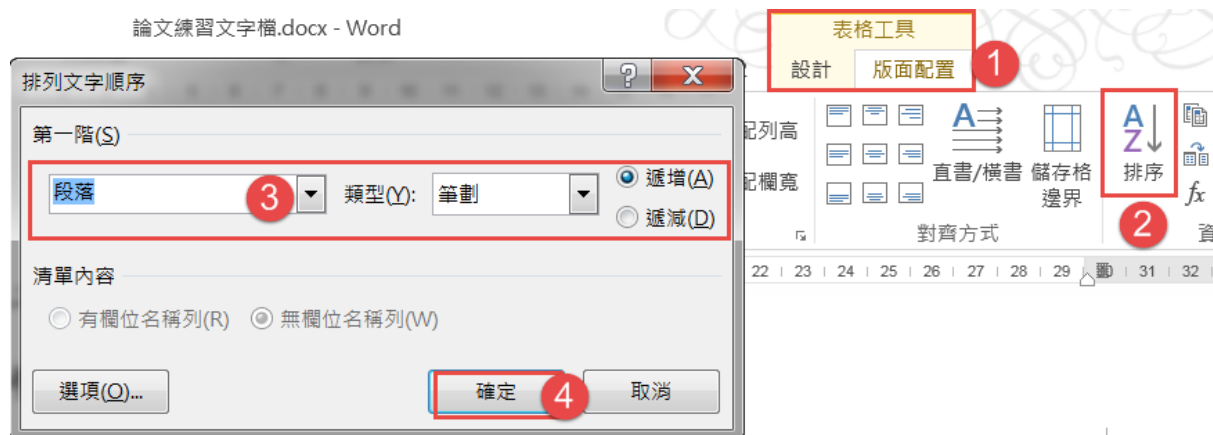 論文練習文字檔.docx - Word
表格工具
設計
版面配置
1
排列文字順序
?
X
第一階(S)
段落
3
類型(Y):
筆劃
遞增(A)
遞減(D)
清單內容
有欄位名稱列(R)
無欄位名稱列(W)
選項(O)...
確定
4
取消
配列高
配欄寬
直書/橫書
儲存格
邊界
對齊方式
A
Z
排序
2
fx
22 23 24 25 26 27 28 29 31 32